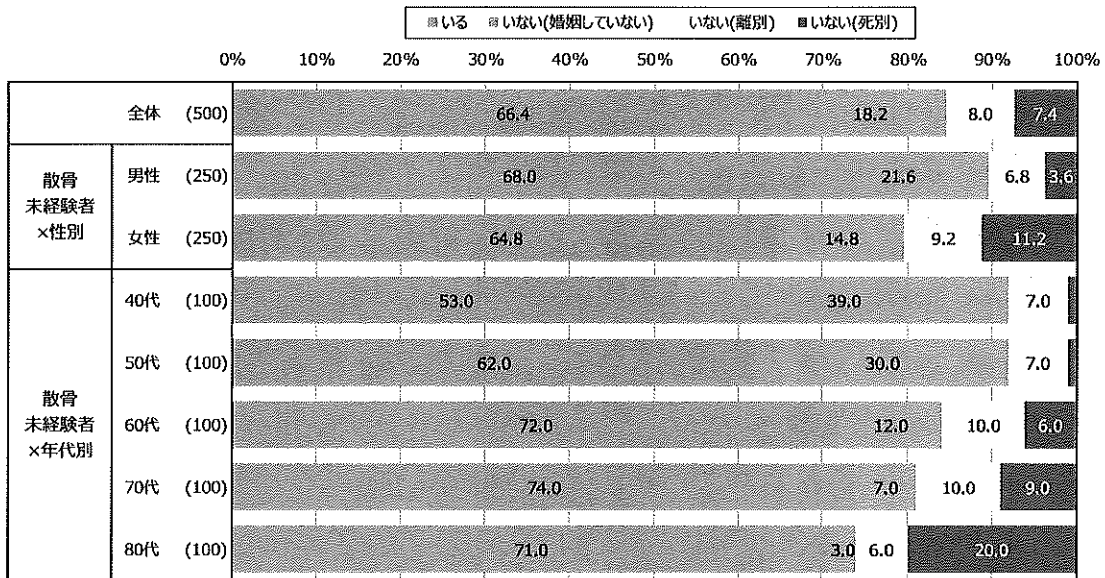 いる いない(婚姻していない) いない(離別) いない(死別)
0% 10% 20% 30% 40% 50% 60% 70% 80% 90% 100%
全体 (500) 66.4 18.2 8.0 7.4
散骨
未経験者
×性別
男性 (250) 68.0 21.6 6.8 3.6
女性 (250) 64.8 14.8 9.2 11.2
散骨
未経験者
×年代別
40代 (100) 53.0 39.0 7.0
50代 (100) 62.0 30.0 7.0
60代 (100) 72.0 12.0 10.0 6.0
70代 (100) 74.0 7.0 10.0 9.0
80代 (100) 71.0 3.0 6.0 20.0